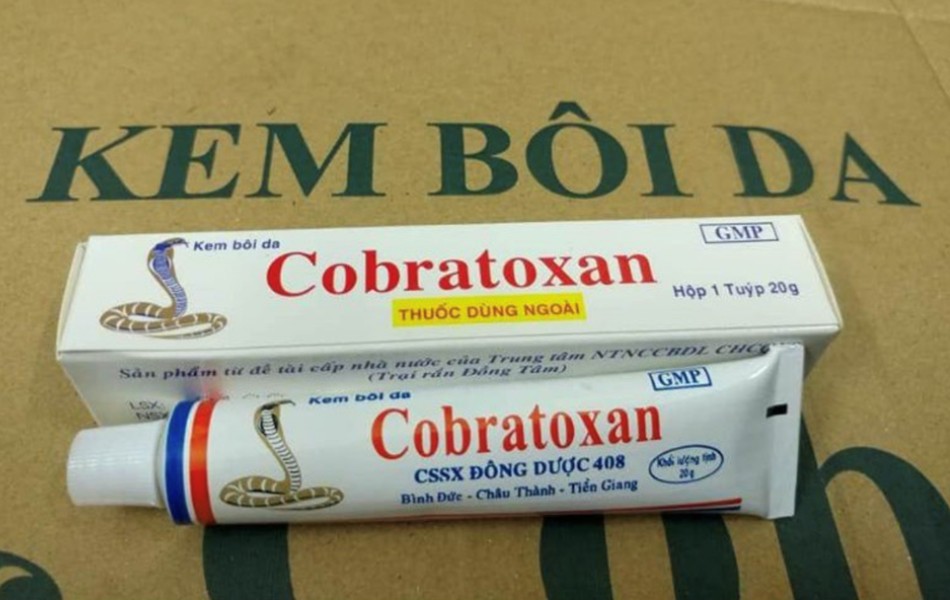 KEM BÔI DA
Kem bôi da
Cobratoxan
GMP
THUỐC DÙNG NGOÀI
Hộp 1 Tuýp 20g
Sản phẩm từ đề tài cấp nhà nước của Trung tâm NTNCCBDL
(Trại rắn Đồng Tâm)
LSX:
Kem bôi da
GMP
Cobratoxan
CSSX ĐÔNG DƯỢC 408
Khối lượng tịnh
20g
Bình Đức - Châu Thành - Tiền Giang